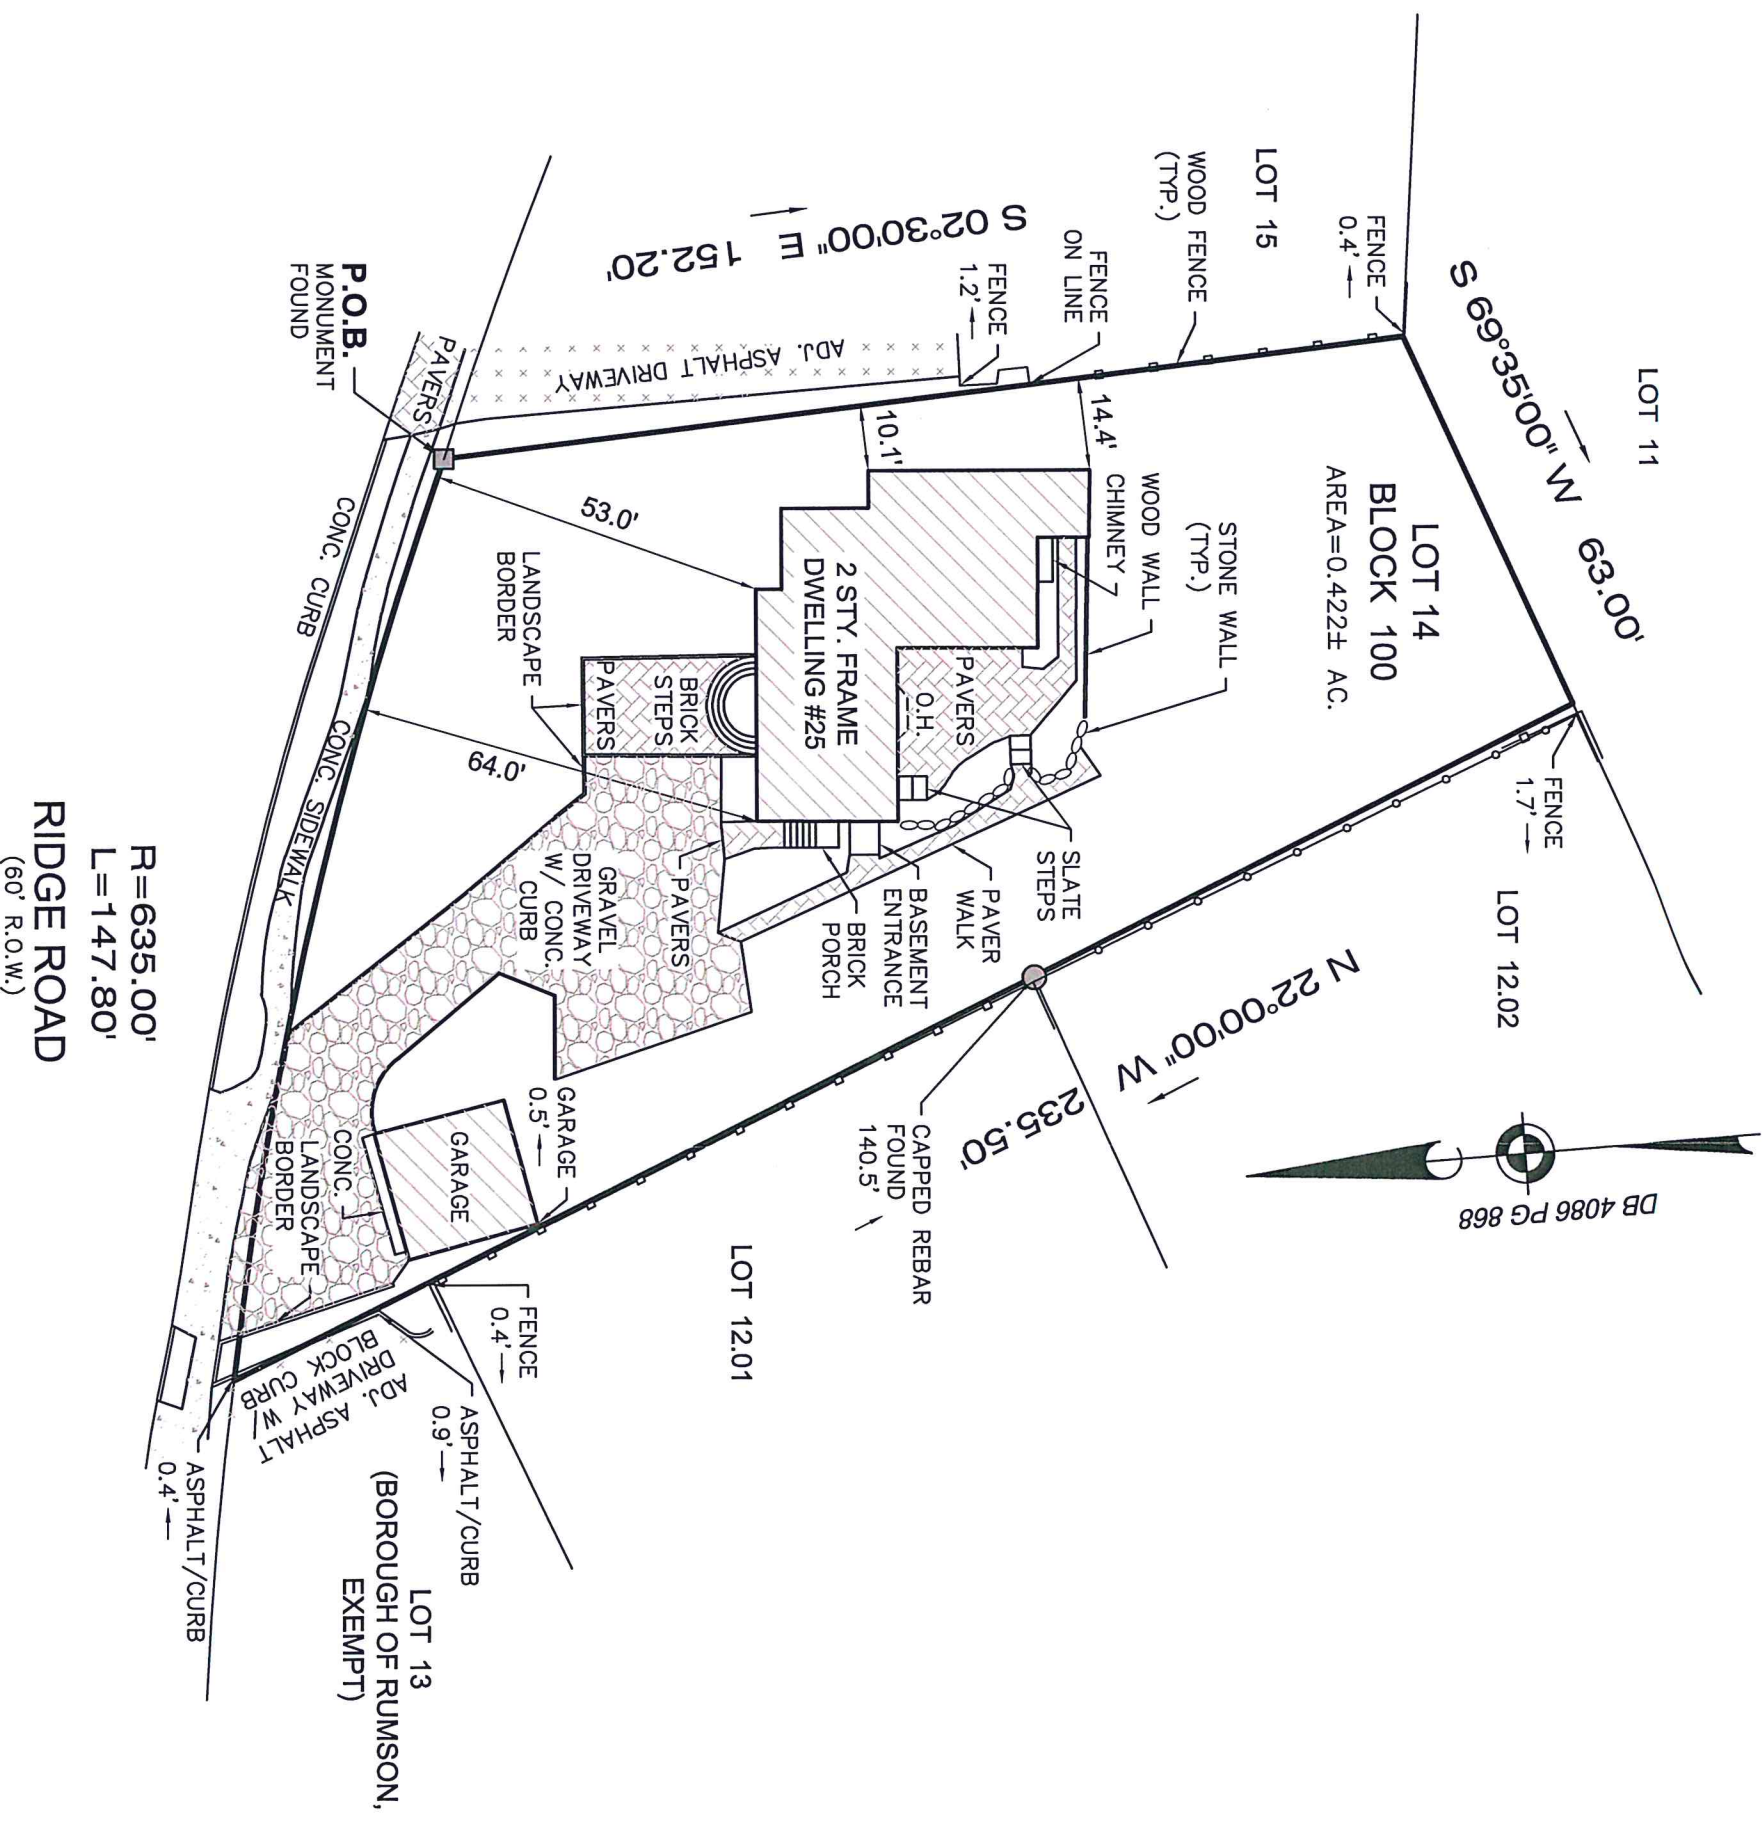 LOT 11
S 69°35'00" W 63.00'
LOT 14
BLOCK 100
AREA=0.422± AC.
FENCE
0.4'
LOT 15
WOOD FENCE
(TYP.)
FENCE
ON LINE
FENCE
1.2'
S 02°30'00" E 152.20'
ADJ. ASPHALT DRIVEWAY
14.4'
10.1'
STONE WALL
(TYP.)
WOOD WALL
CHIMNEY
FENCE
1.7'
LOT 12.02
N 22°00'00" W
235.50'
DB 4086 PG 868
PAVERS
O.H.
2 STY. FRAME
DWELLING #25
SLATE
STEPS
PAVER
WALK
BASEMENT
ENTRANCE
BRICK
PORCH
PAVERS
CAPPED REBAR
FOUND
140.5'
LOT 12.01
53.0'
64.0'
LANDSCAPE
BORDER
BRICK
STEPS
PAVERS
GRAVEL
DRIVEWAY
W/ CONC.
CURB
GARAGE
0.5'
GARAGE
CONC.
LANDSCAPE
BORDER
FENCE
0.4'
ASPHALT/CURB
0.9'
ADJ. ASPHALT
DRIVEWAY W/
BLOCK CURB
ASPHALT/CURB
0.4'
LOT 13
(BOROUGH OF RUMSON,
EXEMPT)
P.O.B.
MONUMENT
FOUND
PAVERS
CONC. CURB
CONC. SIDEWALK
R=635.00'
L=147.80'
RIDGE ROAD
(60' R.O.W.)